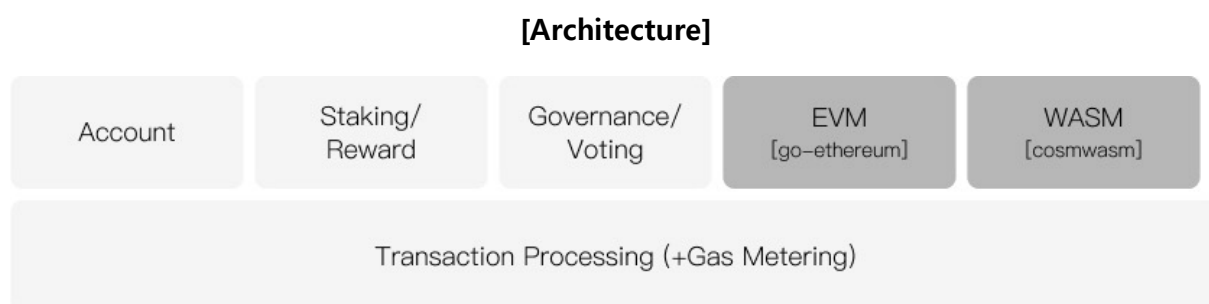 [Architecture]
Account
Staking/
Reward
Governance/
Voting
EVM
[go-ethereum]
WASM
[cosmwasm]
Transaction Processing (+Gas Metering)